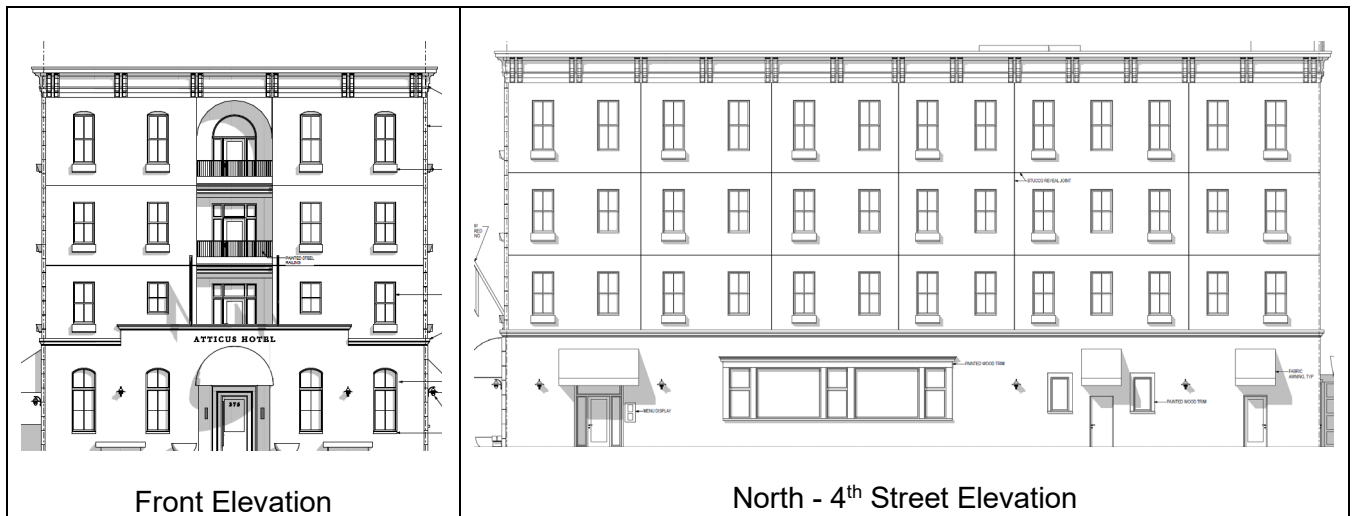 PAINTED STEEL
RAILING
ATTICUS HOTEL
375
Front Elevation
STUCCO REVEAL JOINT
PAINTED WOOD TRIM
MENU DISPLAY
FABRIC
AWNING, TYP
PAINTED WOOD TRIM
North - 4th Street Elevation